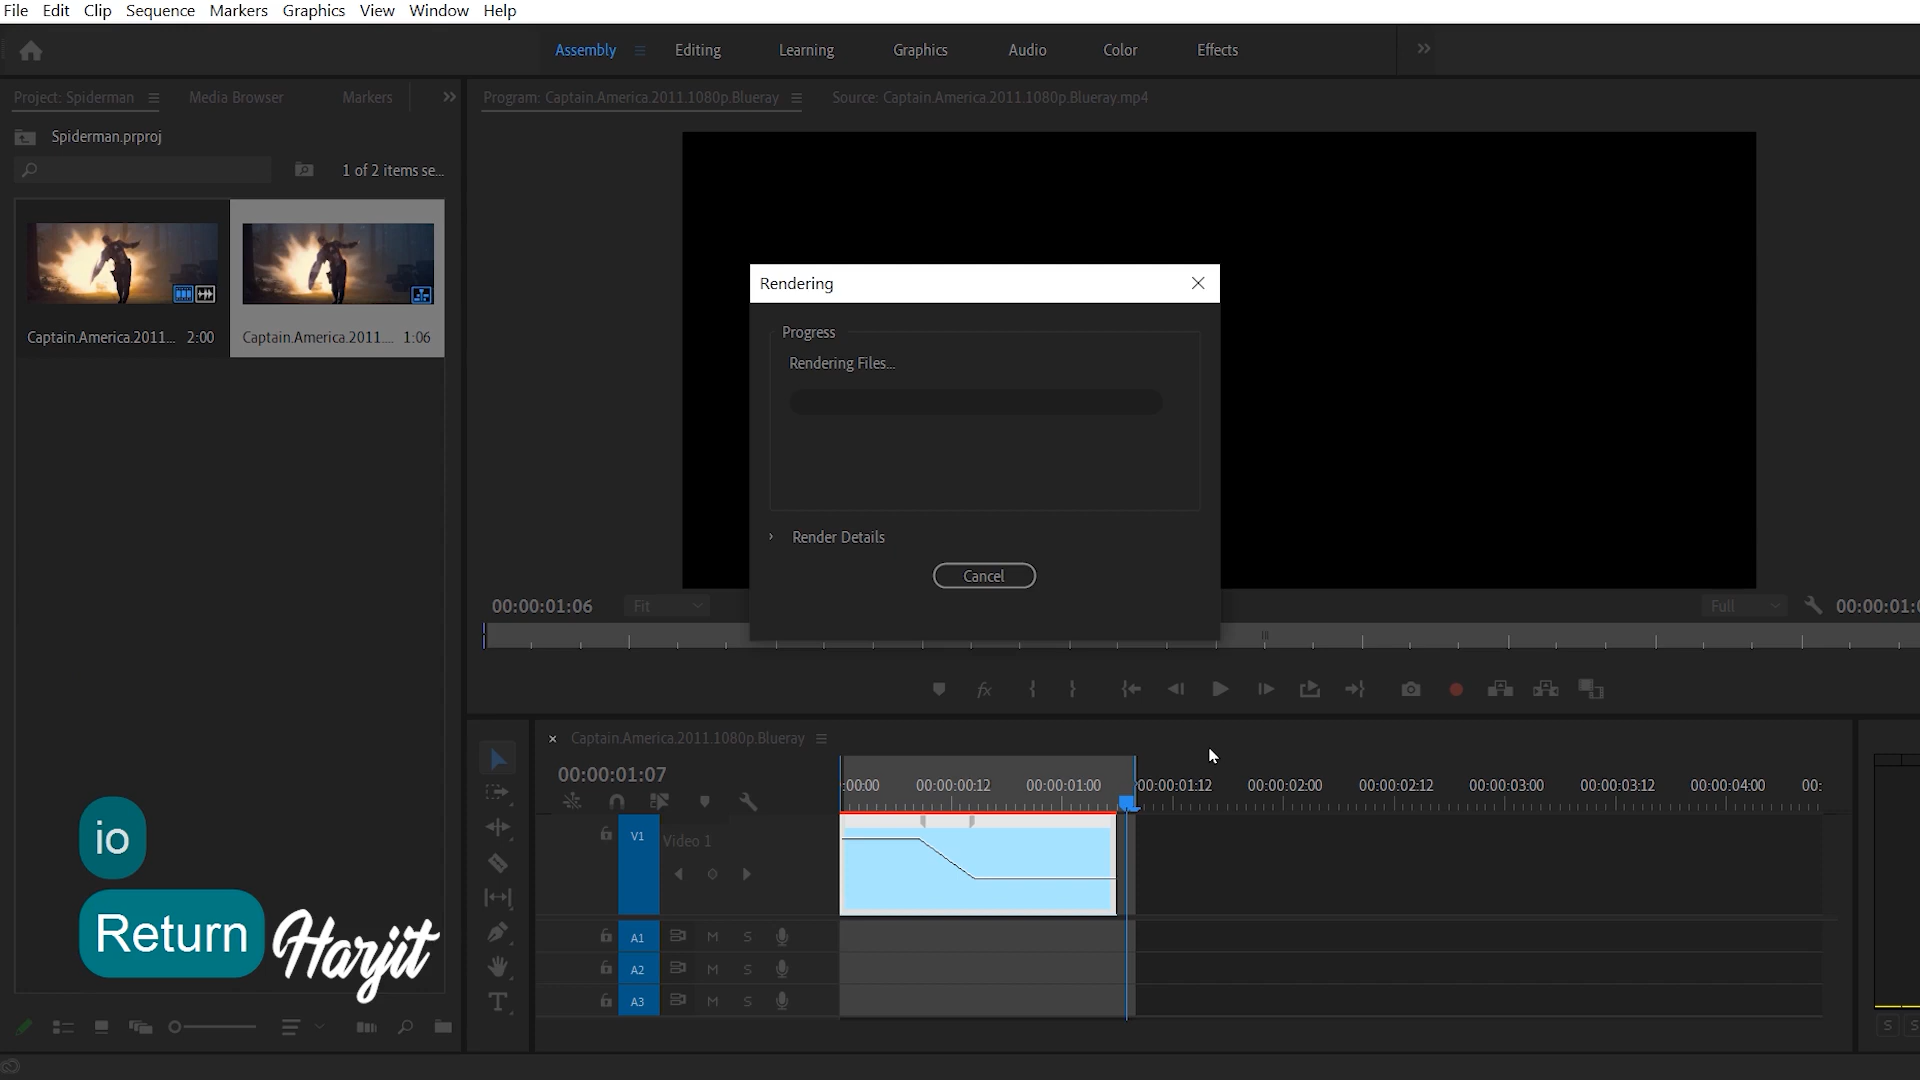 File Edit Clip Sequence Markers Graphics View Window Help
Assembly Editing Learning Graphics Audio Color Effects
Project: Spiderman Media Browser Markers
Program: Captain.America.2011.1080p.Blueray Source: Captain.America.2011.1080p.Blueray.mp4
Spiderman.prproj
1 of 2 items se...
Captain.America.2011... 2:00
Captain.America.2011.... 1:06
Rendering
Progress
Rendering Files...
Render Details
Cancel
00:00:01:06 Fit Full 00:00:01:0
Captain.America.2011.1080p.Blueray
00:00:01:07
:00:00 00:00:00:12 00:00:01:00 00:00:01:12 00:00:02:00 00:00:02:12 00:00:03:00 00:00:03:12 00:00:04:00 00:
V1 Video 1
A1 M S
A2 M S
A3 M S
S S
io
Return
Harjit